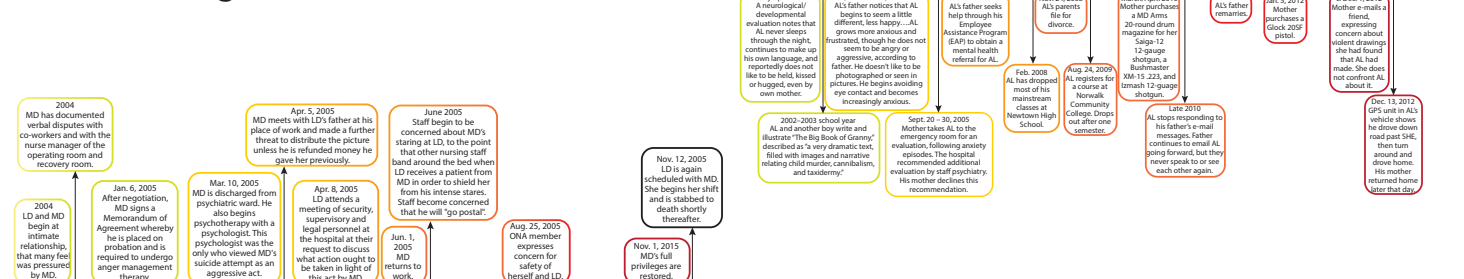 2004
MD has documented
verbal disputes with
co-workers and with the
nurse manager of the
operating room and
recovery room.
2004
LD and MD
begin at
intimate
relationship,
that many feel
was pressured
by MD.
Jan. 6, 2005
After negotiation,
MD signs a
Memorandum of
Agreement whereby
he is placed on
probation and is
required to undergo
anger management
therapy.
Mar. 10, 2005
MD is discharged from
psychiatric ward. He
also begins
psychotherapy with a
psychologist. This
psychologist was the
only who viewed MD's
suicide attempt as an
aggressive act.
Apr. 5, 2005
MD meets with LD's father at his
place of work and made a further
threat to distribute the picture
unless he is refunded money he
gave her previously.
Apr. 8, 2005
LD attends a
meeting of security,
supervisory and
legal personnel at
the hospital at their
request to discuss
what action ought to
be taken in light of
this act by MD.
June 2005
Staff begin to be
concerned about MD's
staring at LD, to the point
that other nursing staff
band around the bed when
LD receives a patient from
MD in order to shield her
from his intense stares.
Staff become concerned
that he will "go postal".
Jun. 1,
2005
MD
returns to
work.
Aug. 25, 2005
ONA member
expresses
concern for
safety of
herself and LD.
Nov. 12, 2005
LD is again
scheduled with MD.
She begins her shift
and is stabbed to
death shortly
thereafter.
Nov. 1, 2015
MD's full
privileges are
restored.
A neurological/
developmental
evaluation notes that
AL never sleeps
through the night,
continues to make up
his own language, and
reportedly does not
like to be held, kissed
or hugged, even by
own mother.
AL's father notices that AL
begins to seem a little
different, less happy....AL
grows more anxious and
frustrated, though he does not
seem to be angry or
aggressive, according to
father. He doesn't like to be
photographed or seen in
pictures. He begins avoiding
eye contact and becomes
increasingly anxious.
2002–2003 school year
AL and another boy write and
illustrate "The Big Book of Granny,"
described as "a very dramatic text,
filled with images and narrative
relating child murder, cannibalism,
and taxidermy."
AL's father seeks
help through his
Employee
Assistance Program
(EAP) to obtain a
mental health
referral for AL.
Sept. 20 – 30, 2005
Mother takes AL to the
emergency room for an
evaluation, following anxiety
episodes. The hospital
recommended additional
evaluation by staff psychiatry.
His mother declines this
recommendation.
AL's parents
file for
divorce.
Feb. 2008
AL has dropped
most of his
mainstream
classes at
Newtown High
School.
Aug. 24, 2009
AL registers for
a course at
Norwalk
Community
College. Drops
out after one
semester.
Mother purchases
a MD Arms
20-round drum
magazine for her
Saiga-12
12-gauge
shotgun, a
Bushmaster
XM-15 .223, and
Izmash 12-guage
shotgun.
Late 2010
AL stops responding to
his father's e-mail
messages. Father
continues to email AL
going forward, but they
never speak to or see
each other again.
AL's father
remarries.
Jan. 3, 2012
Mother
purchases a
Glock 20SF
pistol.
Mother e-mails a
friend,
expressing
concern about
violent drawings
she had found
that AL had
made. She does
not confront AL
about it.
Dec. 13, 2012
GPS unit in AL's
vehicle shows
he drove down
road past SHE,
then turn
around and
drove home.
His mother
returned home
later that day.